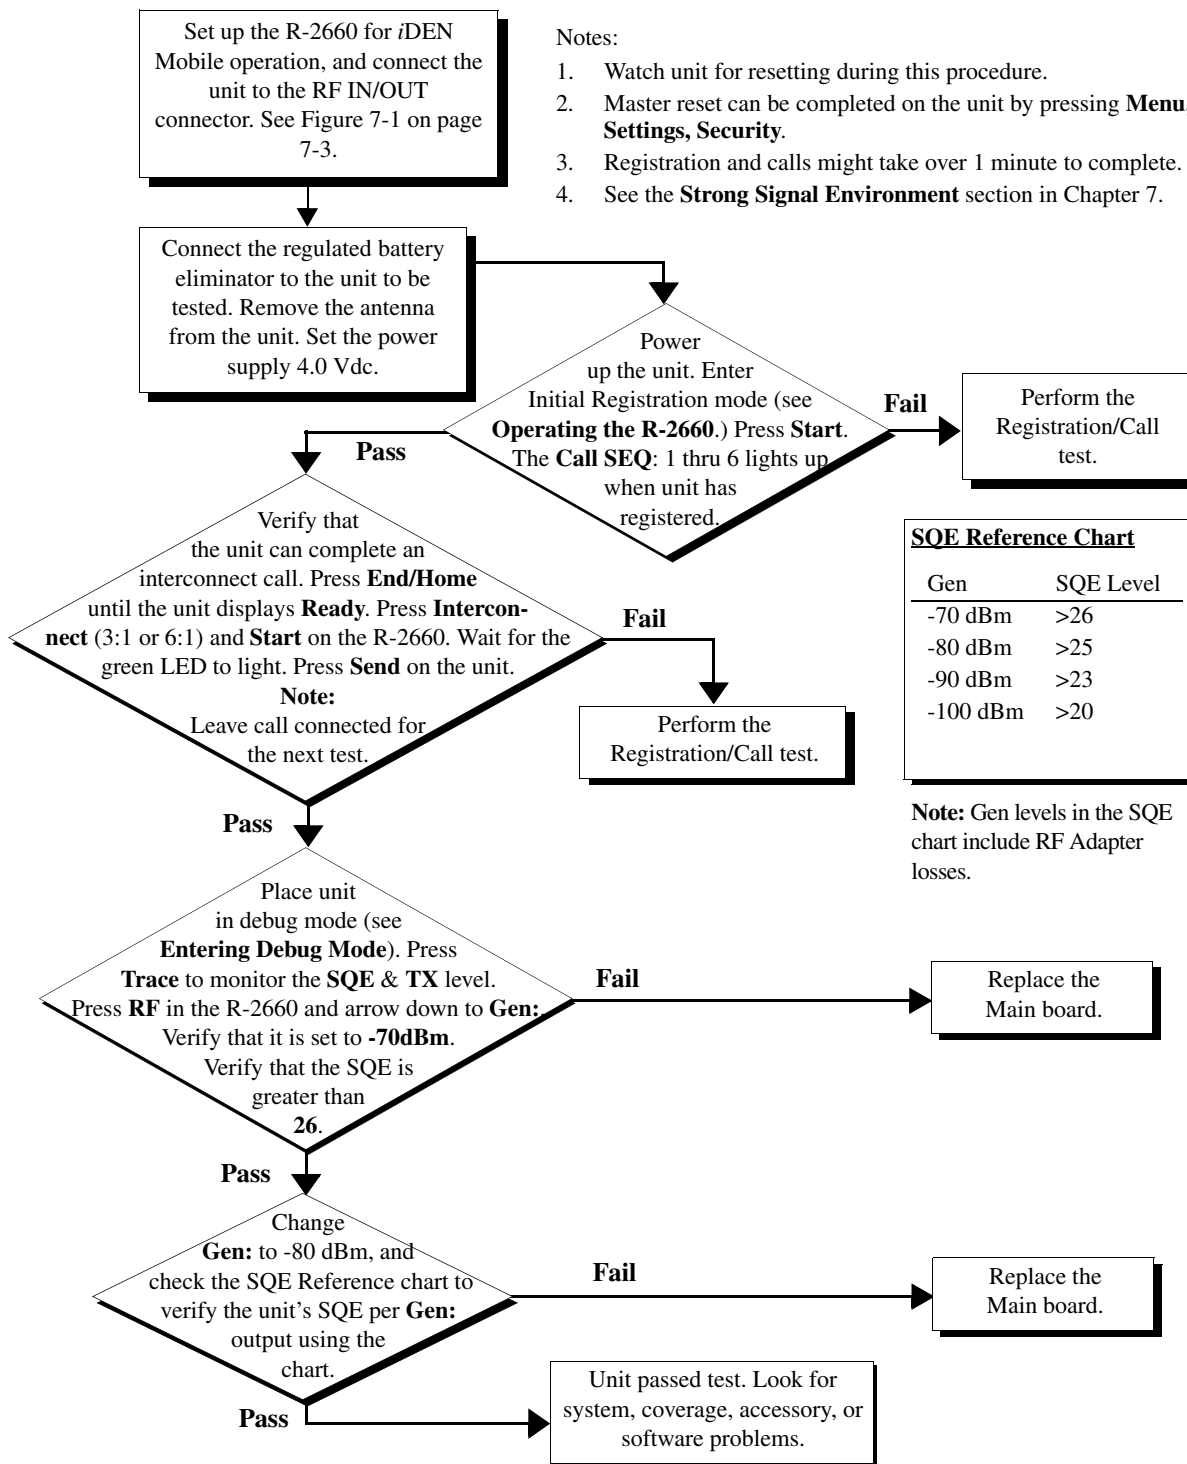 Set up the R-2660 for iDEN
Mobile operation, and connect the
unit to the RF IN/OUT
connector. See Figure 7-1 on page
7-3.
Notes:
1. Watch unit for resetting during this procedure.
2. Master reset can be completed on the unit by pressing Menu,
Settings, Security.
3. Registration and calls might take over 1 minute to complete.
4. See the Strong Signal Environment section in Chapter 7.
Connect the regulated battery
eliminator to the unit to be
tested. Remove the antenna
from the unit. Set the power
supply 4.0 Vdc.
Power
up the unit. Enter
Initial Registration mode (see
Operating the R-2660.) Press Start.
The Call SEQ: 1 thru 6 lights up
when unit has
registered.
Fail
Perform the
Registration/Call
test.
Pass
Verify that
the unit can complete an
interconnect call. Press End/Home
until the unit displays Ready. Press Intercon-
nect (3:1 or 6:1) and Start on the R-2660. Wait for the
green LED to light. Press Send on the unit.
Note:
Leave call connected for
the next test.
Fail
Perform the
Registration/Call test.
SQE Reference Chart
Gen SQE Level
-70 dBm >26
-80 dBm >25
-90 dBm >23
-100 dBm >20
Note: Gen levels in the SQE
chart include RF Adapter
losses.
Pass
Place unit
in debug mode (see
Entering Debug Mode). Press
Trace to monitor the SQE & TX level.
Press RF in the R-2660 and arrow down to Gen:.
Verify that it is set to -70dBm.
Verify that the SQE is
greater than
26.
Fail
Replace the
Main board.
Pass
Change
Gen: to -80 dBm, and
check the SQE Reference chart to
verify the unit's SQE per Gen:
output using the
chart.
Fail
Replace the
Main board.
Pass
Unit passed test. Look for
system, coverage, accessory, or
software problems.